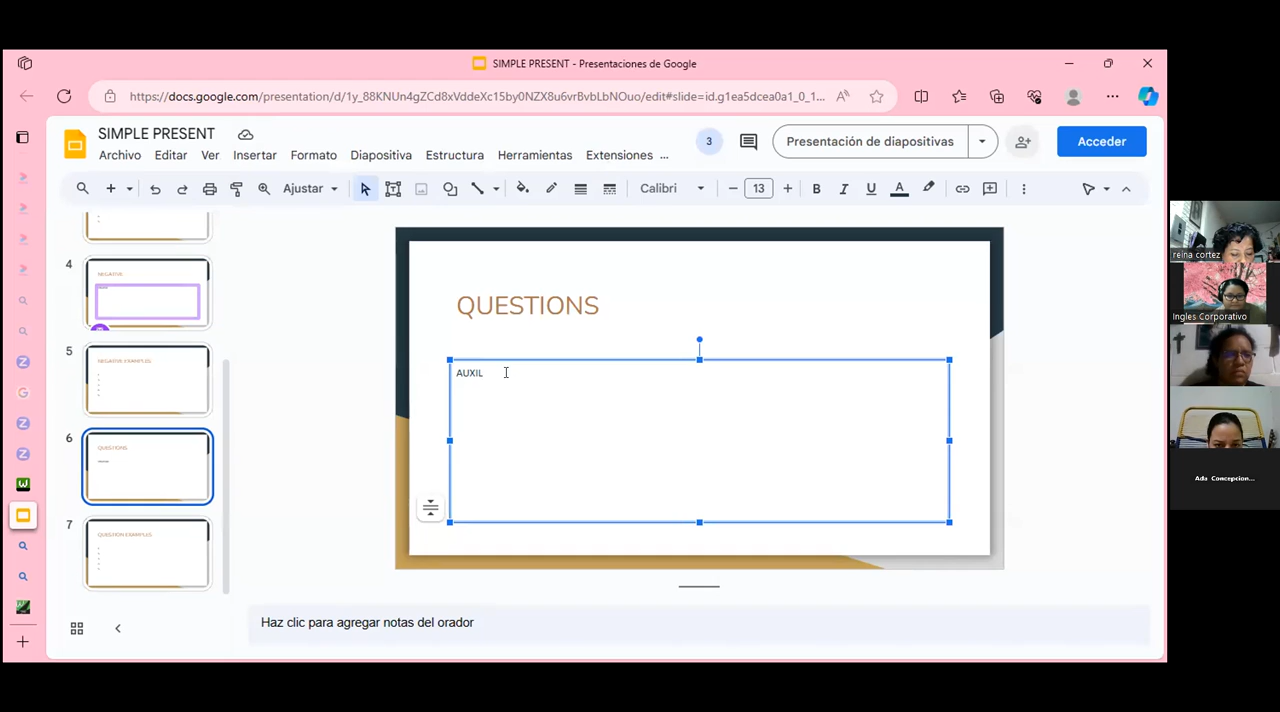 SIMPLE PRESENT - Presentaciones de Google
https://docs.google.com/presentation/d/1y_88KNUn4gZCd8xVddeXc15by0NZX8u6vrBvbLbNOuo/edit#slide=id.g1ea5dcea0a1_0_1...
SIMPLE PRESENT
Archivo Editar Ver Insertar Formato Diapositiva Estructura Herramientas Extensiones ...
3
Presentación de diapositivas
Acceder
Ajustar
Calibri
13
4
NEGATIVE
5
NEGATIVE EXAMPLES
6
QUESTIONS
7
QUESTION EXAMPLES
QUESTIONS
AUXIL
Haz clic para agregar notas del orador
reina cortez
Ingles Corporativo
Ada Concepcion...